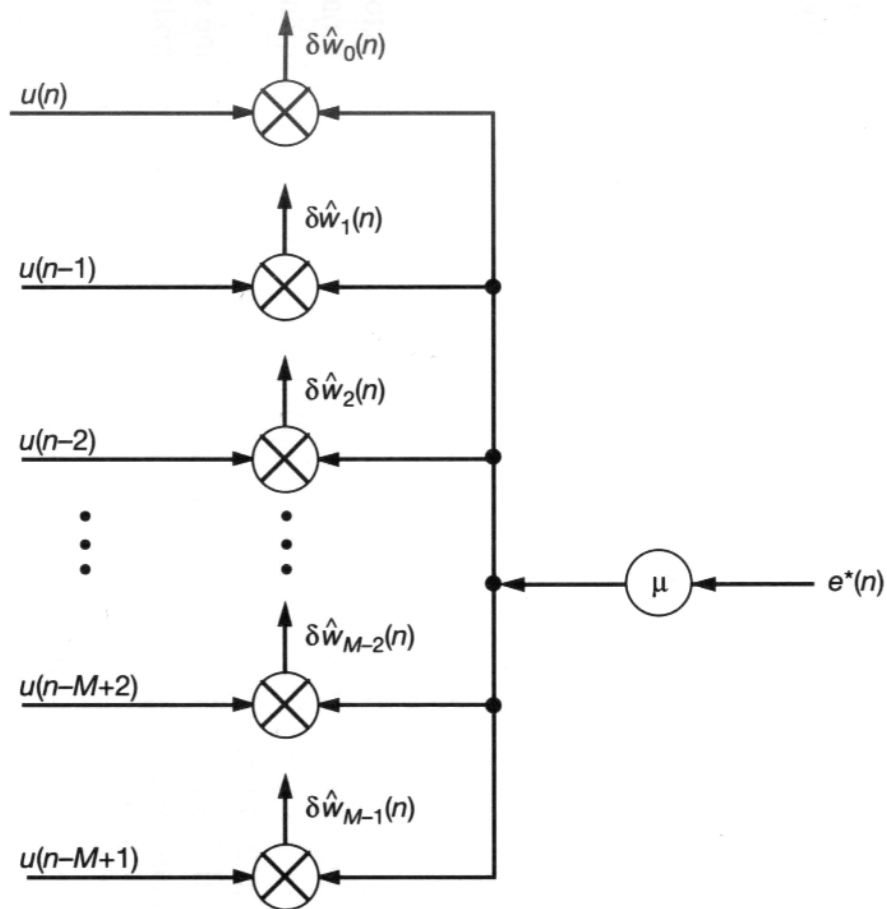 δŵ₀(n)
u(n)
δŵ₁(n)
u(n–1)
δŵ₂(n)
u(n–2)
μ
e*(n)
δŵM–2(n)
u(n–M+2)
δŵM–1(n)
u(n–M+1)